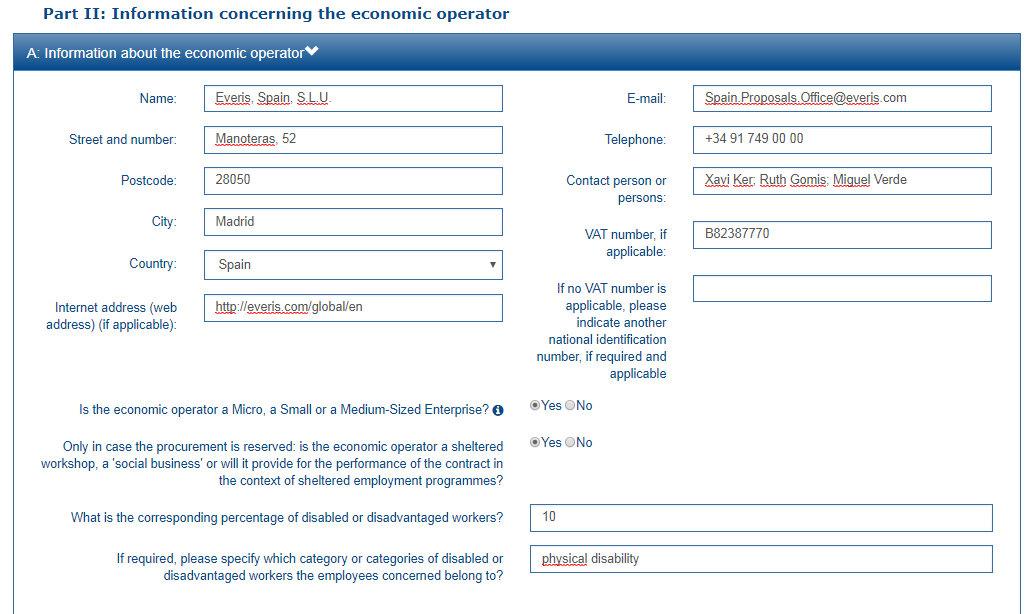 Part II: Information concerning the economic operator
A: Information about the economic operator
Name:
Everis, Spain, S.L.U.
Street and number:
Manoteras, 52
Postcode:
28050
City:
Madrid
Country:
Spain
Internet address (web
address) (if applicable):
http://everis.com/global/en
E-mail:
Spain.Proposals.Office@everis.com
Telephone:
+34 91 749 00 00
Contact person or
persons:
Xavi Ker; Ruth Gomis; Miguel Verde
VAT number, if
applicable:
B82387770
If no VAT number is
applicable, please
indicate another
national identification
number, if required and
applicable
Is the economic operator a Micro, a Small or a Medium-Sized Enterprise?
Yes No
Only in case the procurement is reserved: is the economic operator a sheltered
workshop, a 'social business' or will it provide for the performance of the contract in
the context of sheltered employment programmes?
Yes No
What is the corresponding percentage of disabled or disadvantaged workers?
10
If required, please specify which category or categories of disabled or
disadvantaged workers the employees concerned belong to?
physical disability